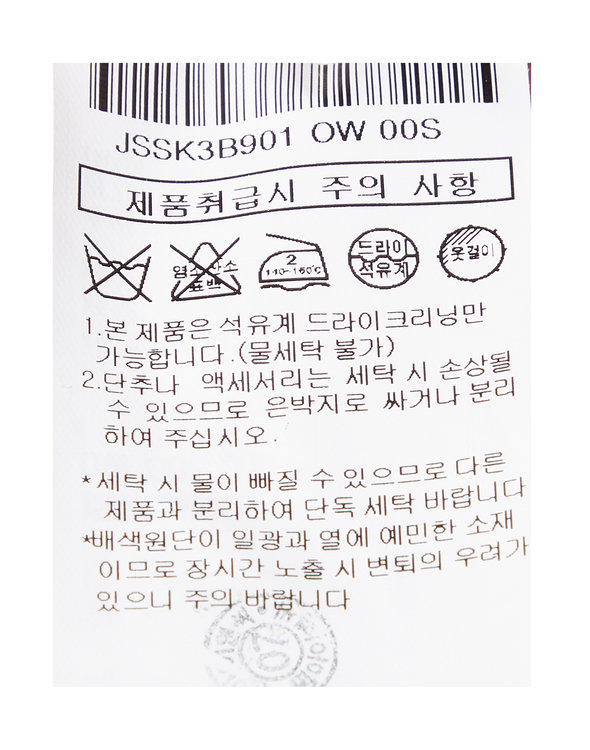 JSSK3B901 OW 00S
제품취급시 주의 사항
염소산소
표백
2
140-160℃
드라이
석유계
옷걸이
1.본 제품은 석유계 드라이크리닝만
가능합니다.(물세탁 불가)
2.단추나 액세서리는 세탁 시 손상될
수 있으므로 은박지로 싸거나 분리
하여 주십시오.
*세탁 시 물이 빠질 수 있으므로 다른
제품과 분리하여 단독 세탁 바랍니다
*배색원단이 일광과 열에 예민한 소재
이므로 장시간 노출 시 변퇴의 우려가
있으니 주의 바랍니다